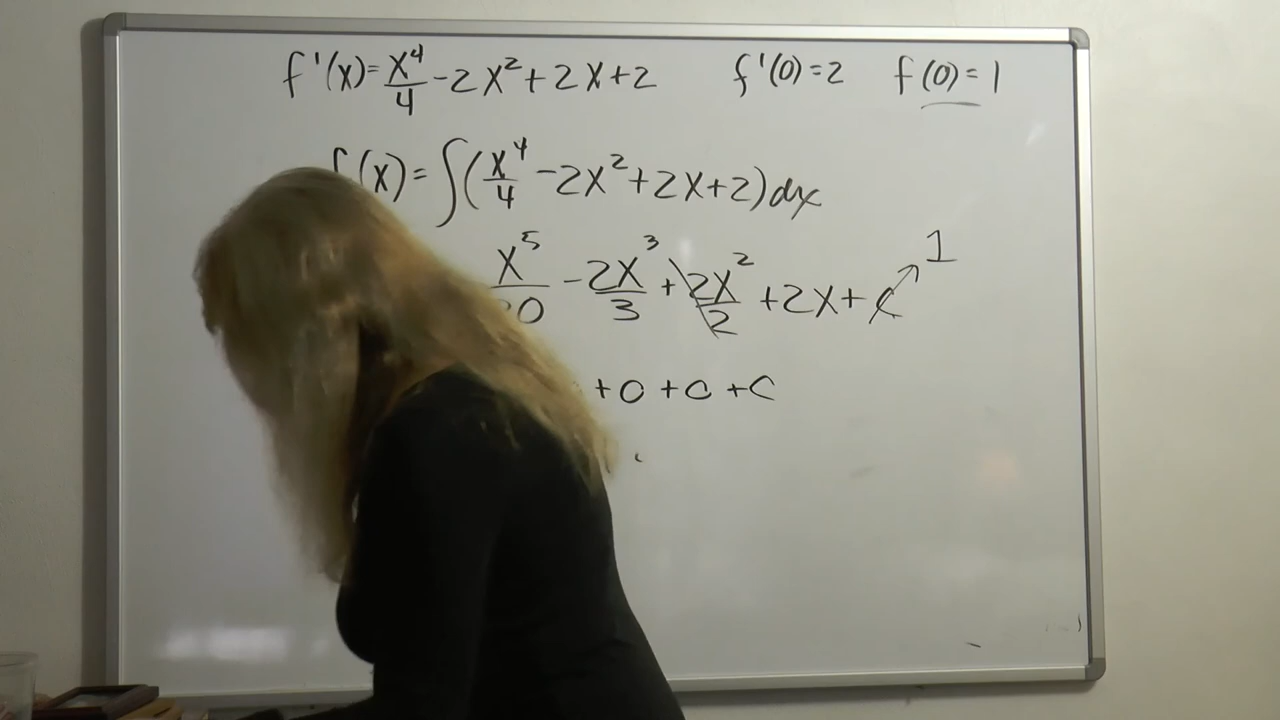 f'(x)=x⁴/4-2x²+2x+2 f'(0)=2 f(0)=1
f(x)=∫(x⁴/4-2x²+2x+2)dx
x⁵/20-2x³/3+2x²/2+2x+c 1
+0+0+C